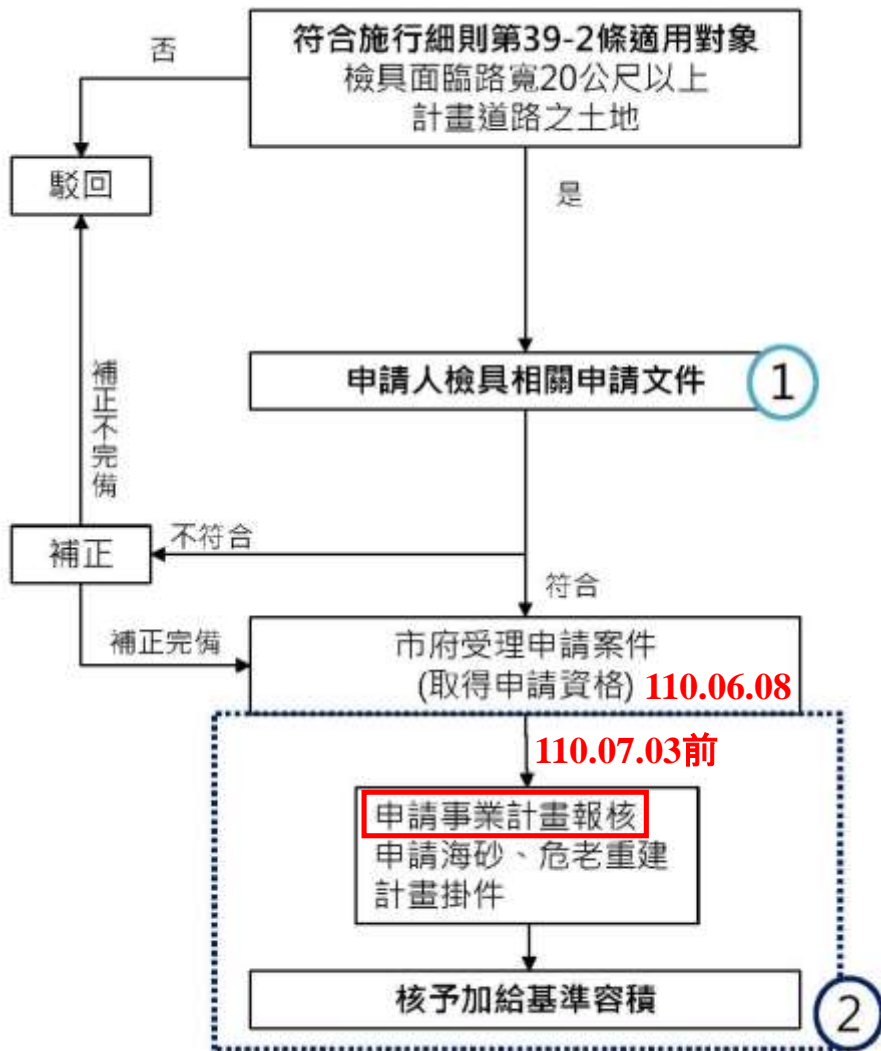 符合施行細則第39-2條適用對象
檢具面臨路寬20公尺以上
計畫道路之土地
否
駁回
是
申請人檢具相關申請文件
1
補正不完備
補正
不符合
符合
補正完備
市府受理申請案件
(取得申請資格) 110.06.08
110.07.03前
申請事業計畫報核
申請海砂、危老重建
計畫掛件
核予加給基準容積
2